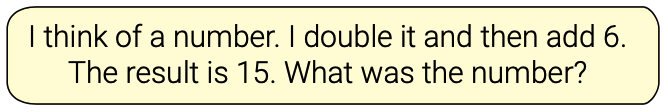 I think of a number. I double it and then add 6.
The result is 15. What was the number?